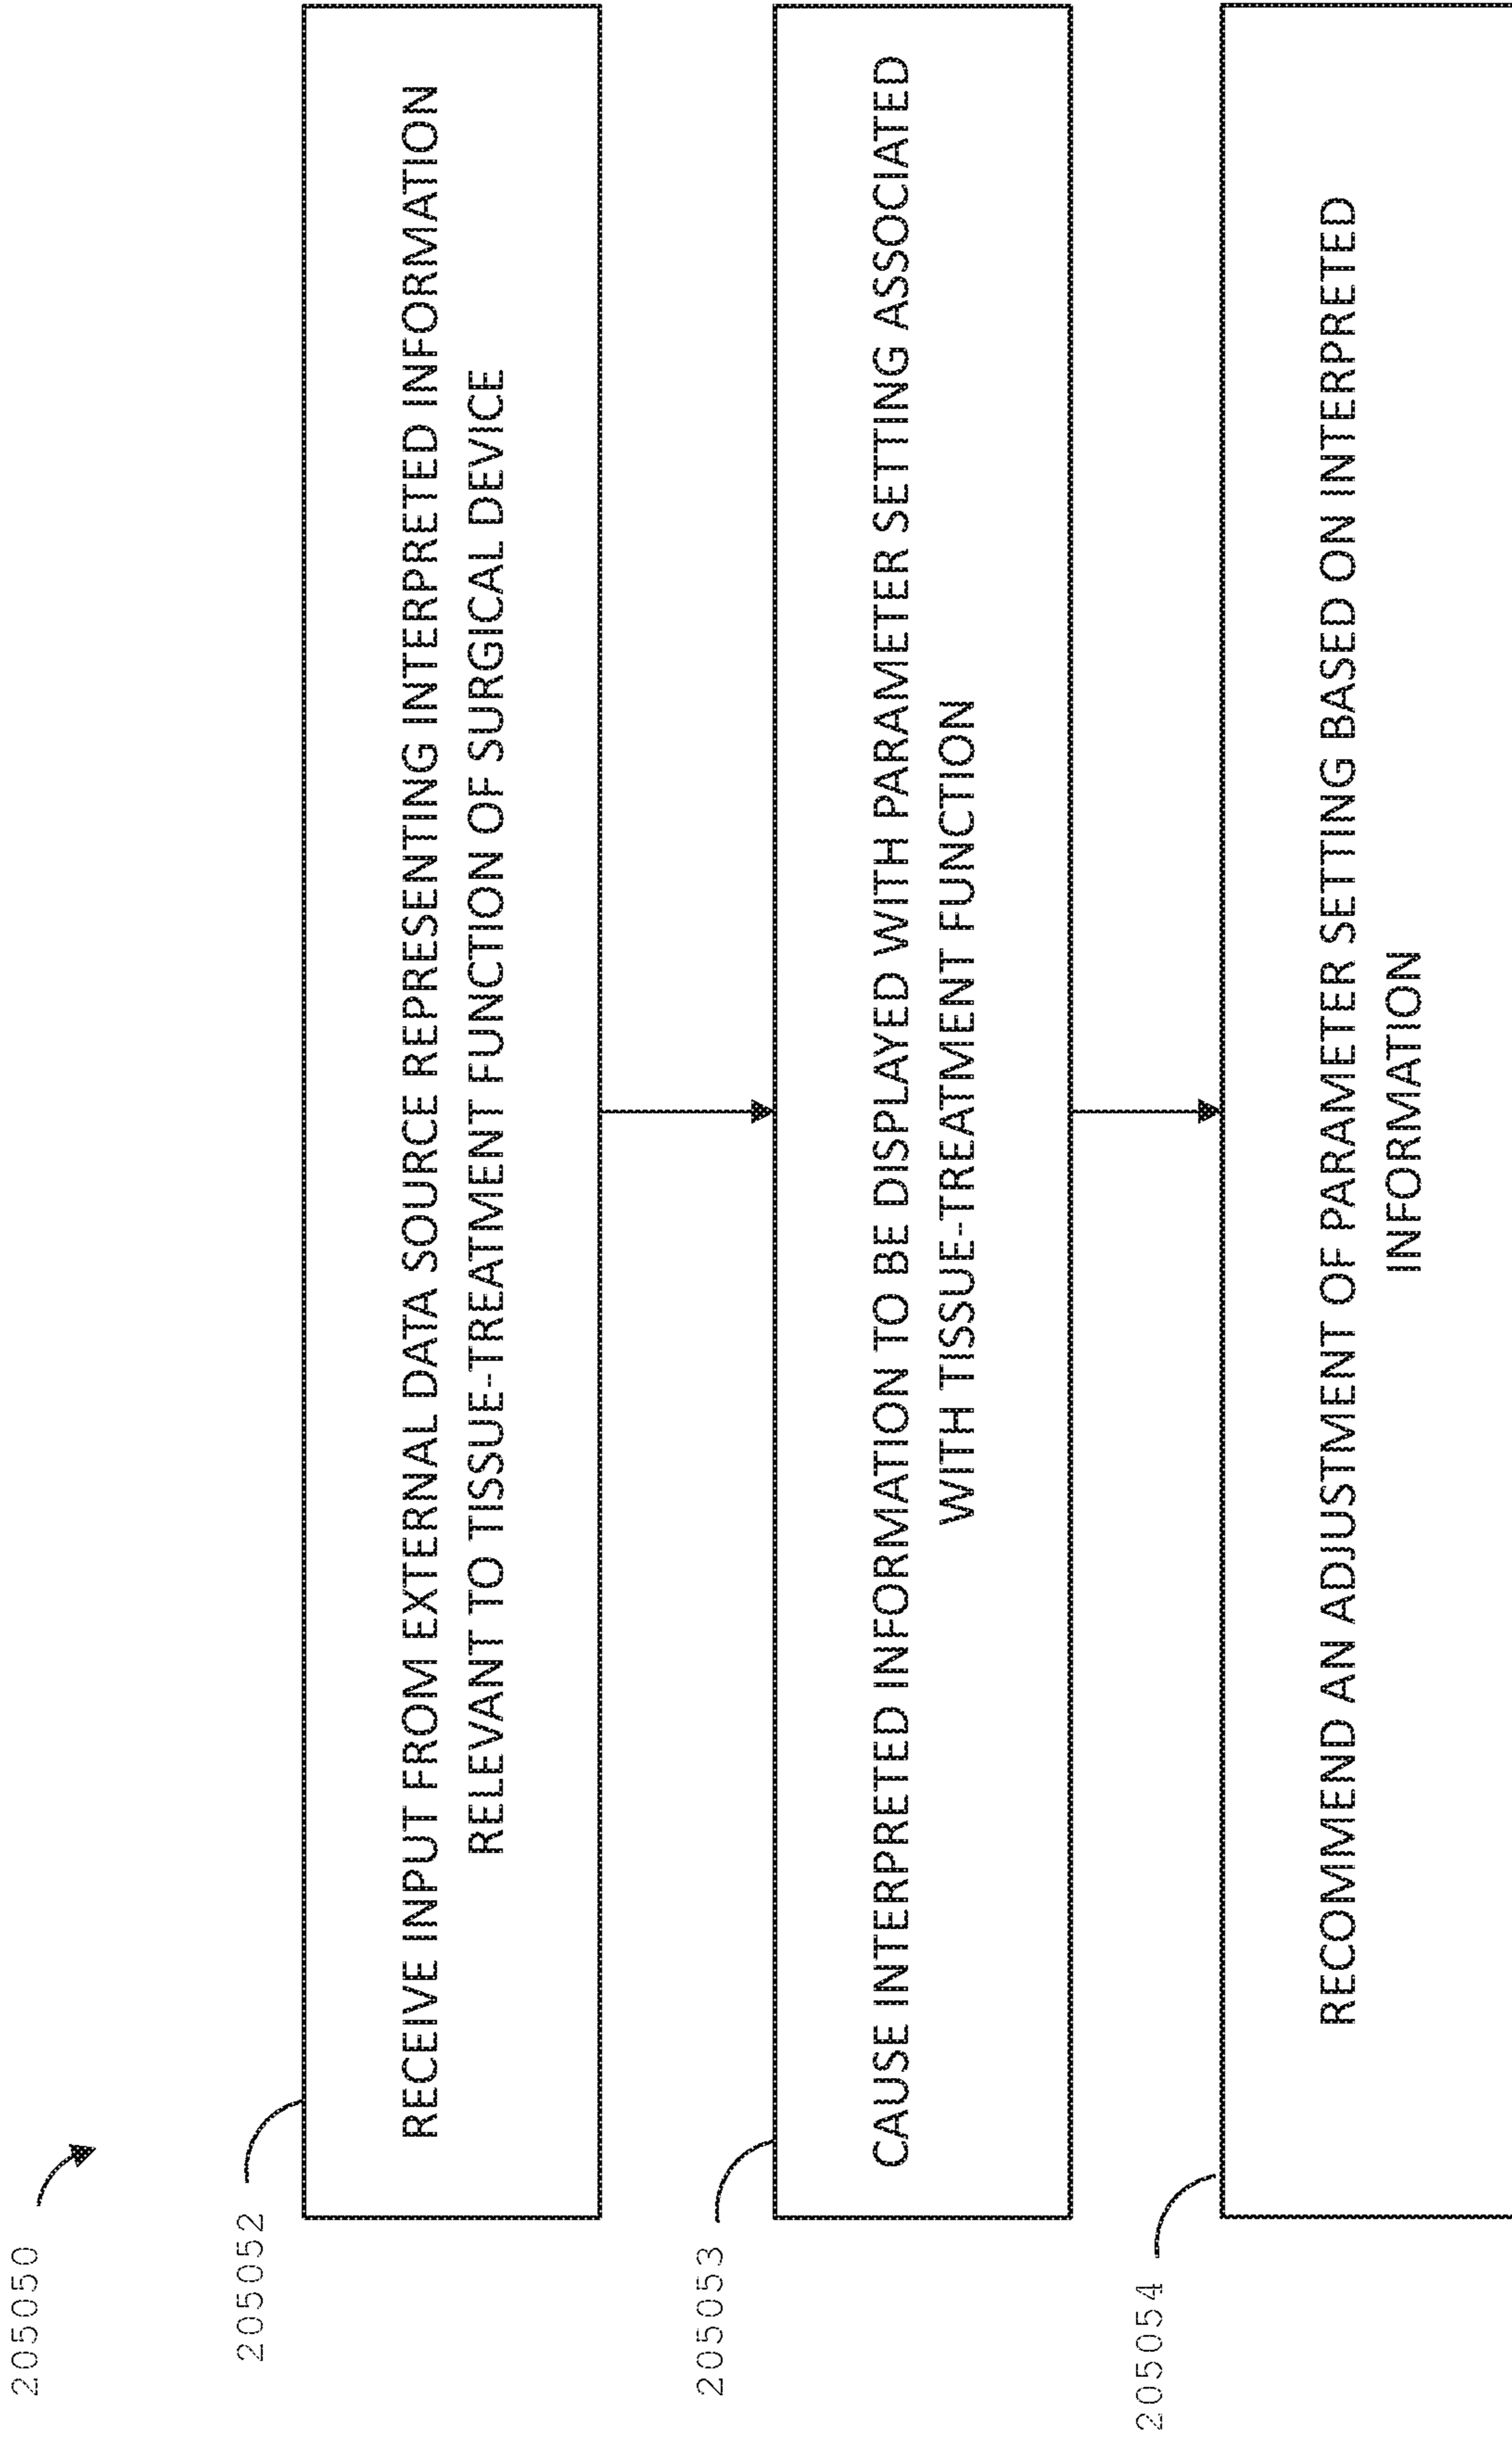 205050
205052
RECEIVE INPUT FROM EXTERNAL DATA SOURCE REPRESENTING INTERPRETED INFORMATION
RELEVANT TO TISSUE-TREATMENT FUNCTION OF SURGICAL DEVICE
205053
CAUSE INTERPRETED INFORMATION TO BE DISPLAYED WITH PARAMETER SETTING ASSOCIATED
WITH TISSUE-TREATMENT FUNCTION
205054
RECOMMEND AN ADJUSTMENT OF PARAMETER SETTING BASED ON INTERPRETED
INFORMATION